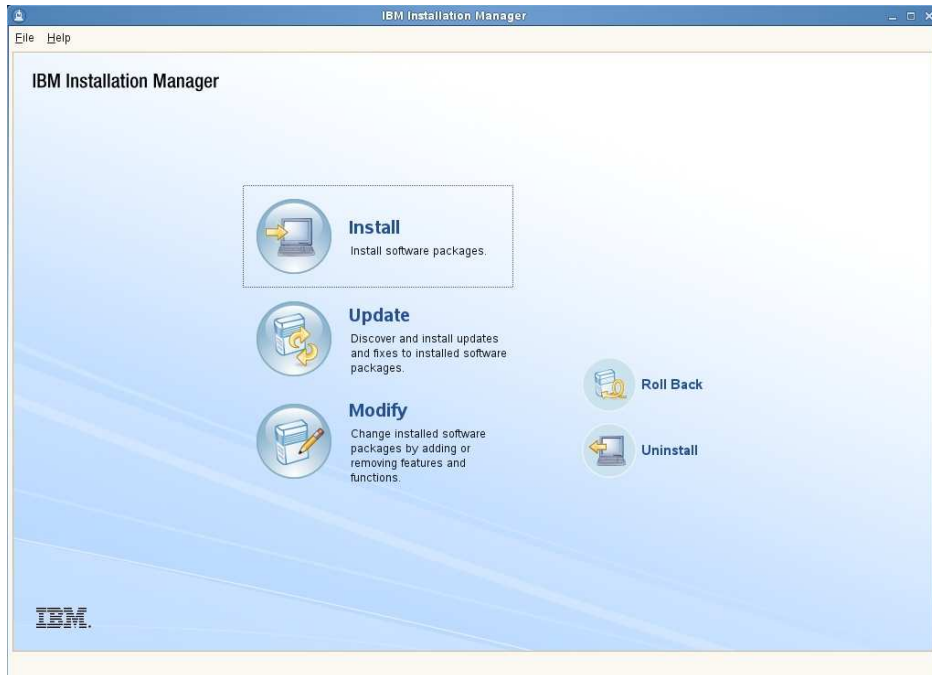 IBM Installation Manager
File Help
IBM Installation Manager
Install
Install software packages.
Update
Discover and install updates
and fixes to installed software
packages.
Roll Back
Modify
Change installed software
packages by adding or
removing features and
functions.
Uninstall
IBM.